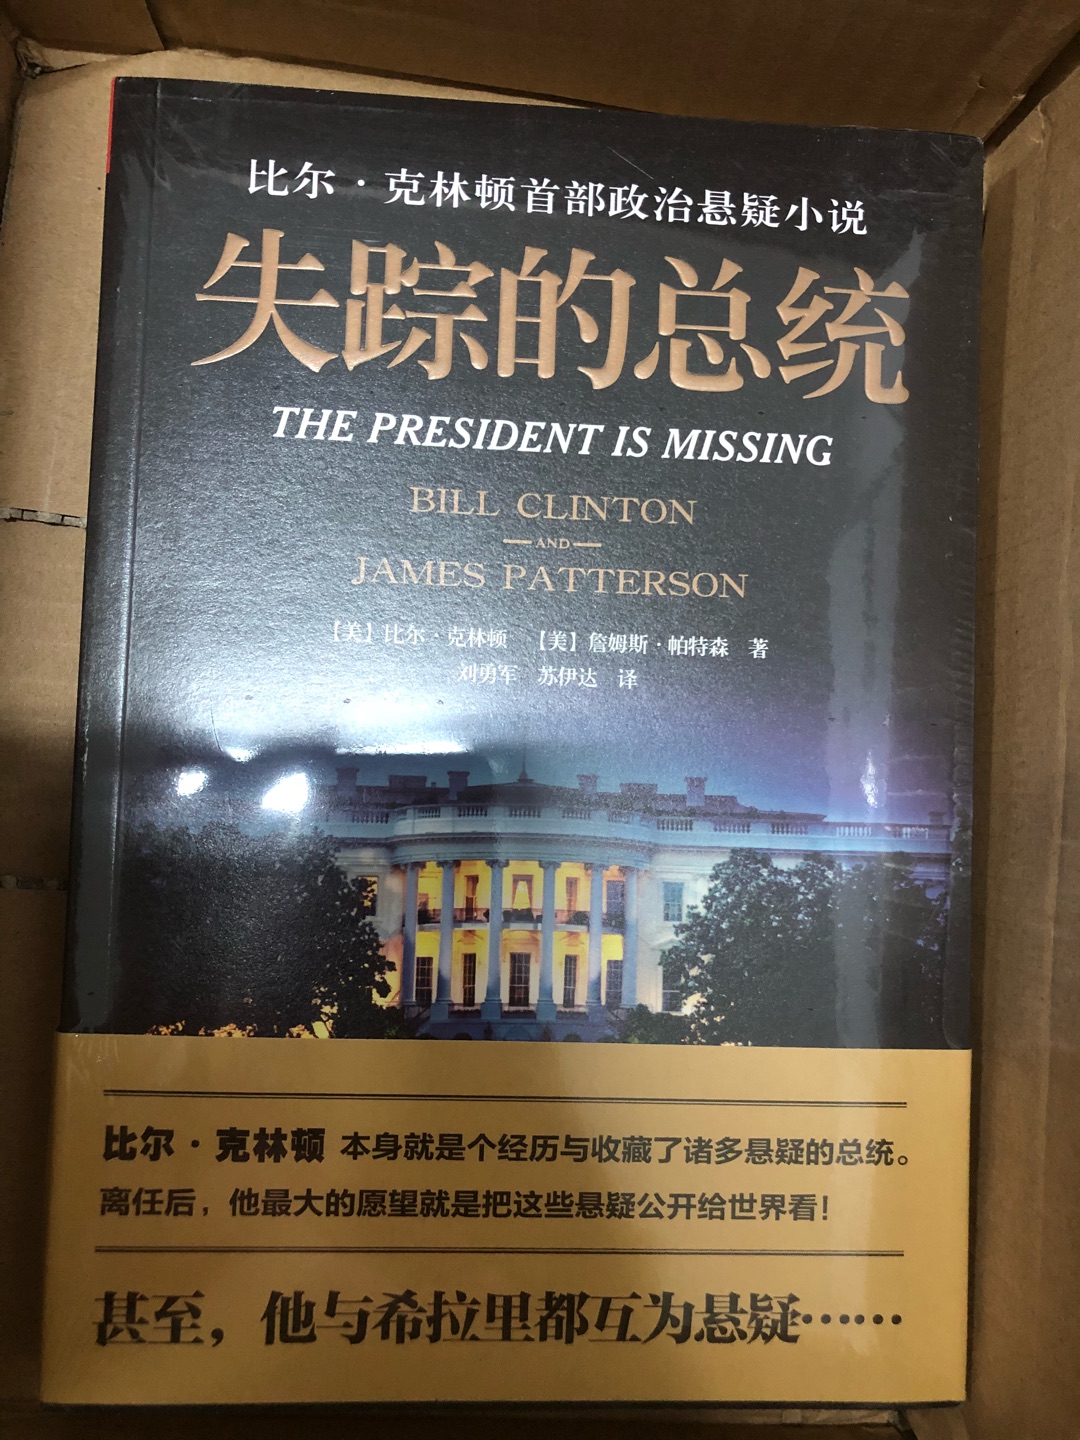 比尔·克林顿首部政治悬疑小说
失踪的总统
THE PRESIDENT IS MISSING
BILL CLINTON
AND
JAMES PATTERSON
【美】比尔·克林顿 【美】詹姆斯·帕特森 著
刘勇军 苏伊达 译
比尔·克林顿 本身就是个经历与收藏了诸多悬疑的总统。
离任后，他最大的愿望就是把这些悬疑公开给世界看！
甚至，他与希拉里都互为悬疑……